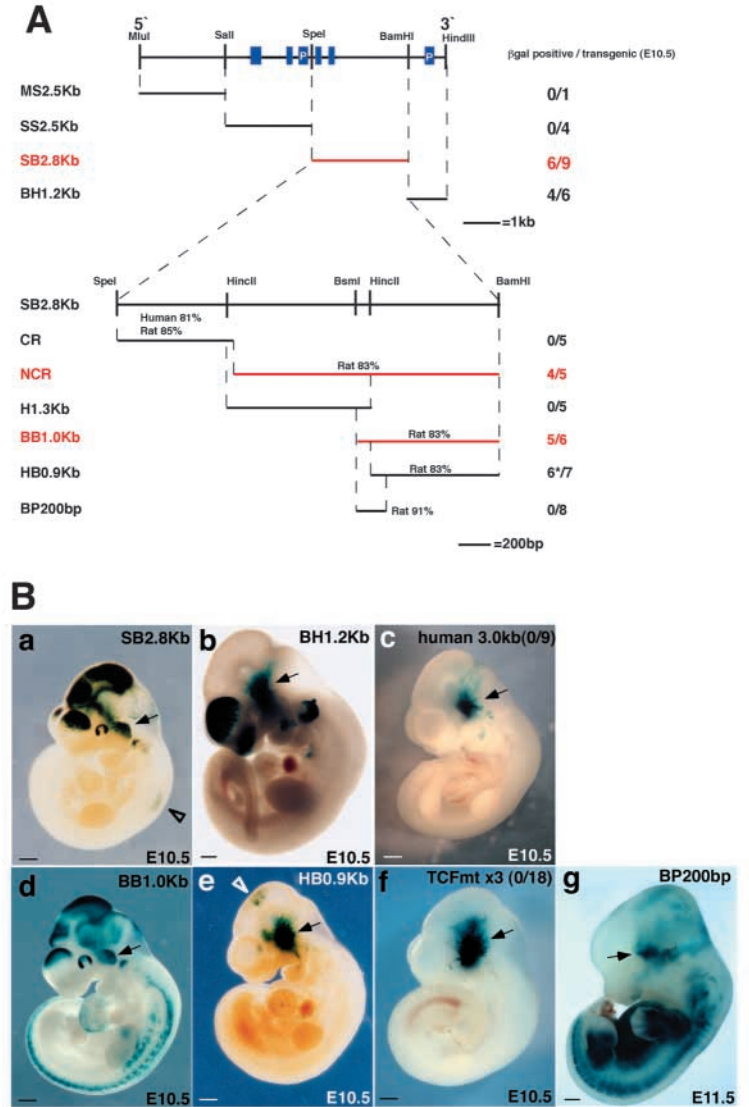 A
5` 3`
MluI SalI SpeI BamHI HindIII
P P
βgal positive / transgenic (E10.5)
MS2.5Kb 0/1
SS2.5Kb 0/4
SB2.8Kb 6/9
BH1.2Kb 4/6
=1kb
SpeI HincII BsmI HincII BamHI
SB2.8Kb
Human 81%
Rat 85%
CR 0/5
NCR Rat 83% 4/5
H1.3Kb 0/5
BB1.0Kb Rat 83% 5/6
HB0.9Kb Rat 83% 6*/7
BP200bp Rat 91% 0/8
=200bp
B
a SB2.8Kb b BH1.2Kb c human 3.0kb(0/9)
E10.5 E10.5 E10.5
d BB1.0Kb e HB0.9Kb f TCFmt x3 (0/18) g BP200bp
E10.5 E10.5 E10.5 E11.5